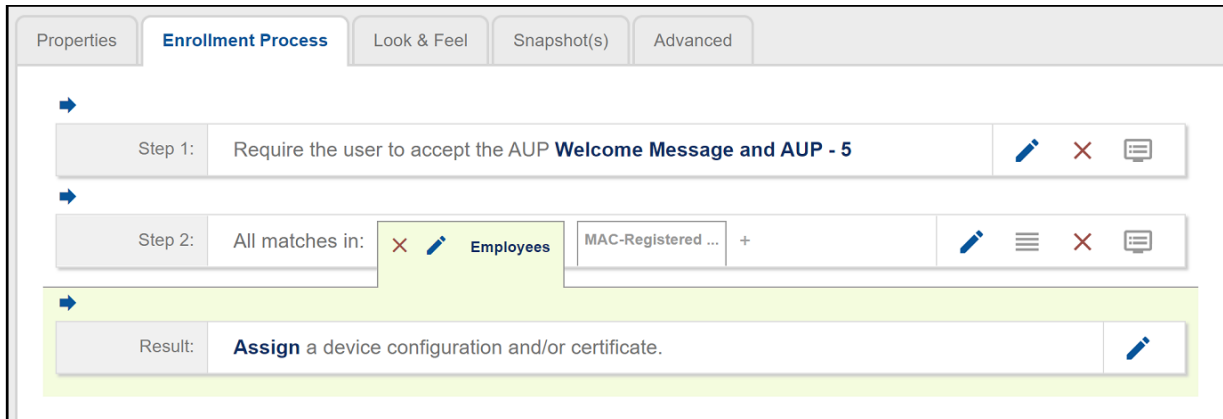 Properties Enrollment Process Look & Feel Snapshot(s) Advanced
Step 1: Require the user to accept the AUP Welcome Message and AUP - 5
Step 2: All matches in: Employees MAC-Registered ... +
Result: Assign a device configuration and/or certificate.